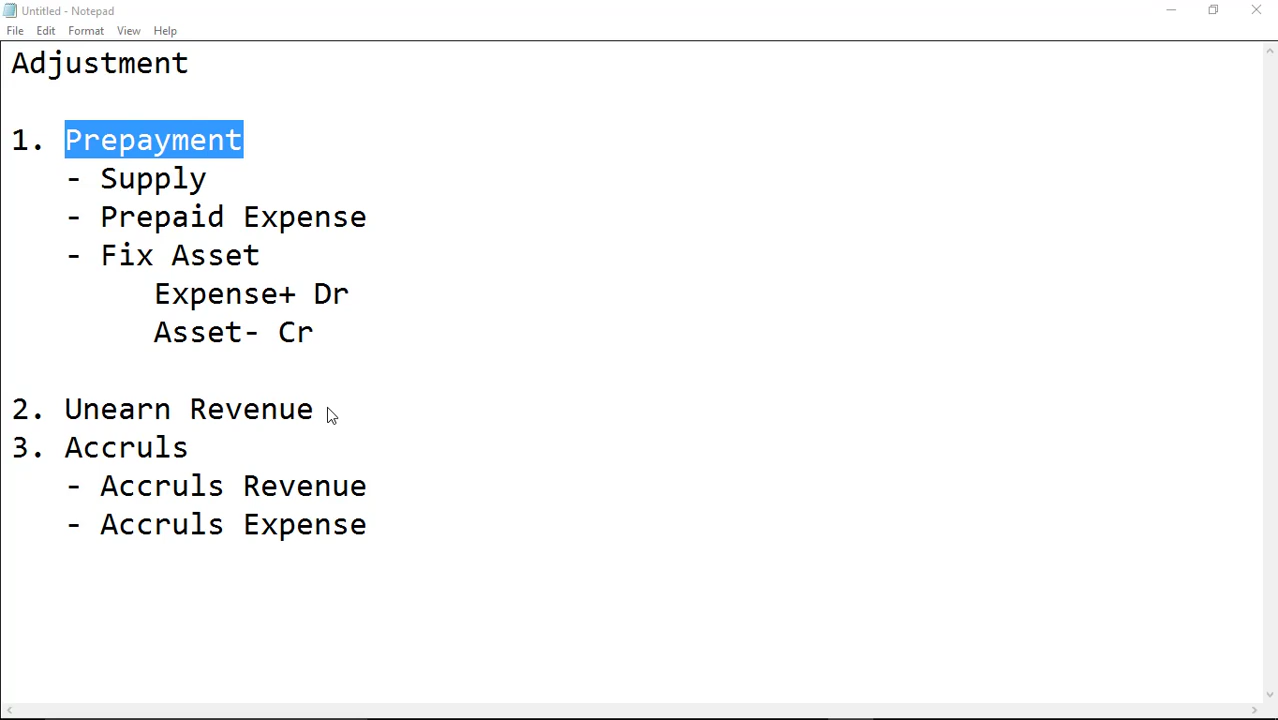 Untitled - Notepad
File Edit Format View Help
Adjustment
1. Prepayment
- Supply
- Prepaid Expense
- Fix Asset
Expense+ Dr
Asset- Cr
2. Unearn Revenue
3. Accruls
- Accruls Revenue
- Accruls Expense